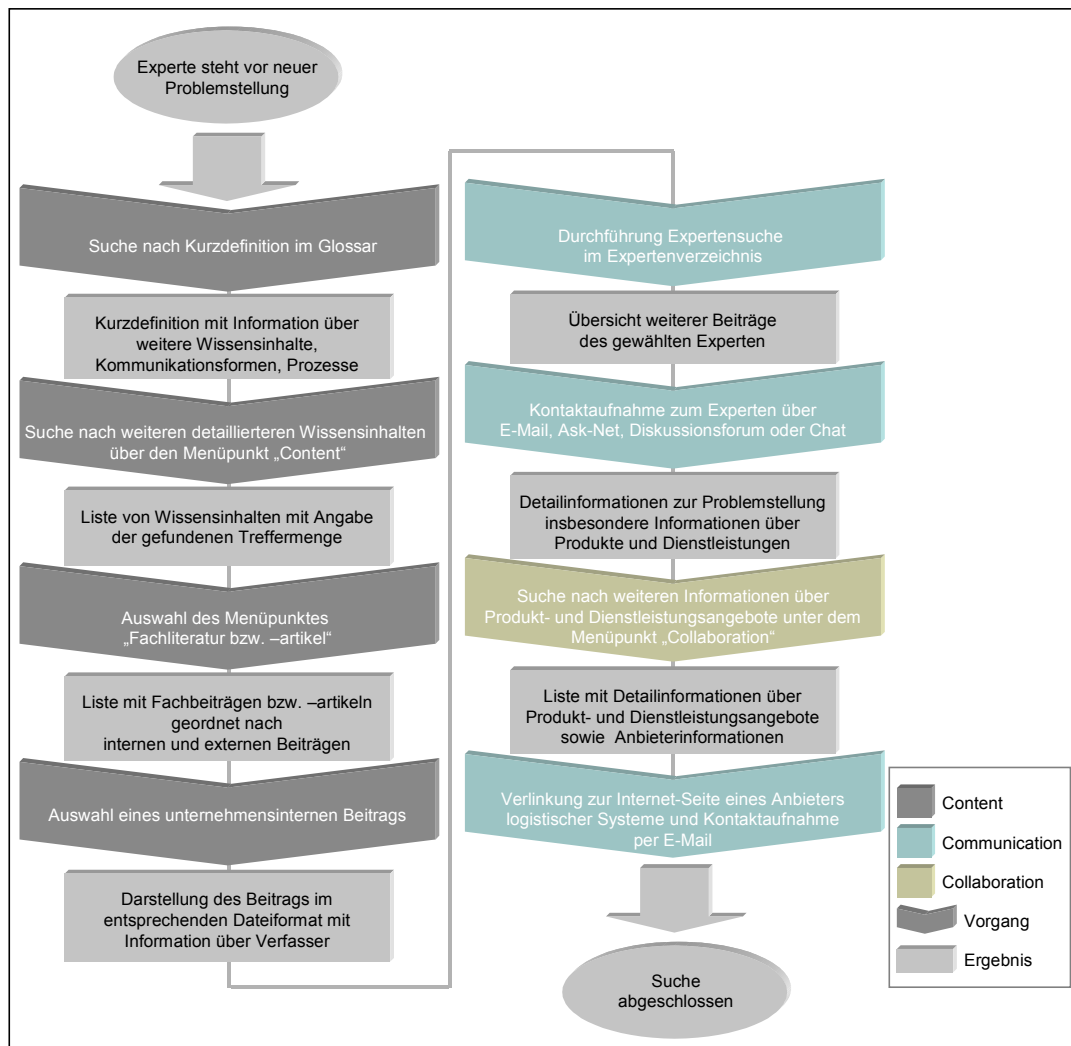 Experte steht vor neuer
Problemstellung
Suche nach Kurzdefinition im Glossar
Kurzdefinition mit Information über
weitere Wissensinhalte,
Kommunikationsformen, Prozesse
Suche nach weiteren detaillierteren Wissensinhalten
über den Menüpunkt „Content“
Liste von Wissensinhalten mit Angabe
der gefundenen Treffermenge
Auswahl des Menüpunktes
„Fachliteratur bzw. –artikel“
Liste mit Fachbeiträgen bzw. –artikeln
geordnet nach
internen und externen Beiträgen
Auswahl eines unternehmensinternen Beitrags
Darstellung des Beitrags im
entsprechenden Dateiformat mit
Information über Verfasser
Durchführung Expertensuche
im Expertenverzeichnis
Übersicht weiterer Beiträge
des gewählten Experten
Kontaktaufnahme zum Experten über
E-Mail, Ask-Net, Diskussionsforum oder Chat
Detailinformationen zur Problemstellung
insbesondere Informationen über
Produkte und Dienstleistungen
Suche nach weiteren Informationen über
Produkt- und Dienstleistungsangebote unter dem
Menüpunkt „Collaboration“
Liste mit Detailinformationen über
Produkt- und Dienstleistungsangebote
sowie Anbieterinformationen
Verlinkung zur Internet-Seite eines Anbieters
logistischer Systeme und Kontaktaufnahme
per E-Mail
Suche
abgeschlossen
Content
Communication
Collaboration
Vorgang
Ergebnis